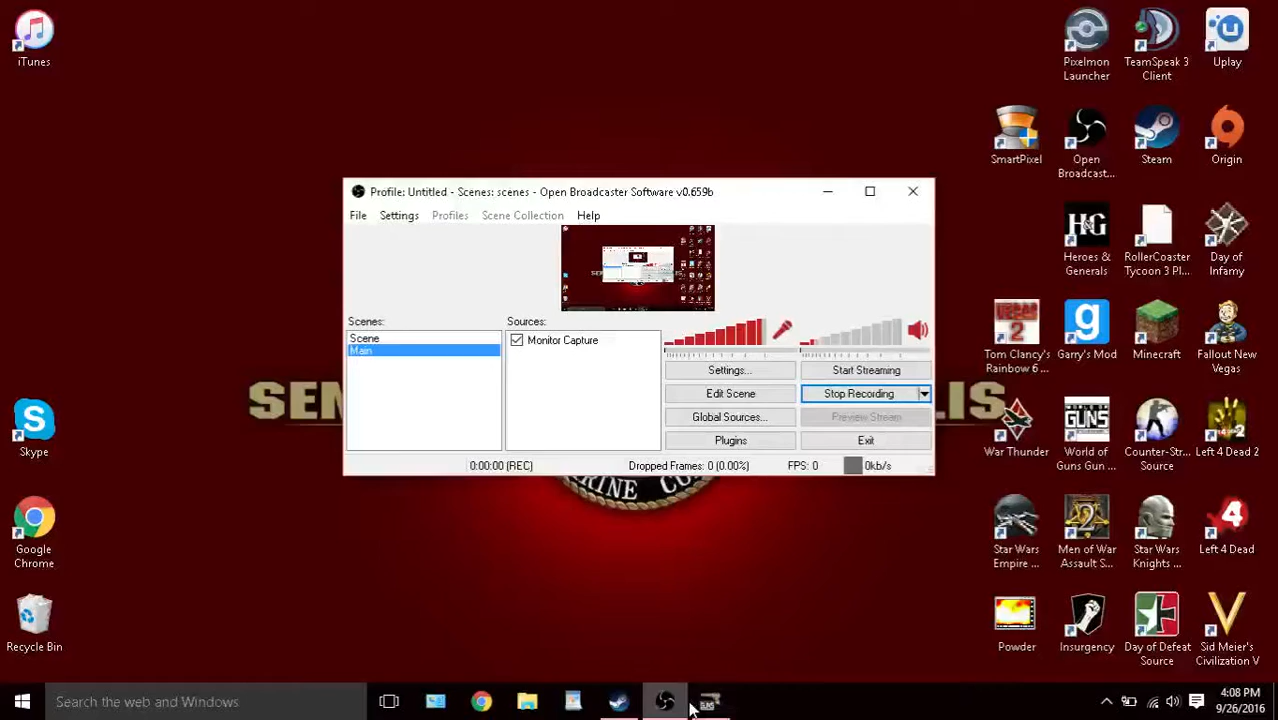 iTunes
Pixelmon
Launcher
TeamSpeak 3
Client
Uplay
SmartPixel
Open
Broadcast...
Steam
Origin
Profile: Untitled - Scenes: scenes - Open Broadcaster Software v0.659b
File Settings Profiles Scene Collection Help
Heroes &
Generals
RollerCoaster
Tycoon 3 Pl...
Day of
Infamy
Scenes:
Scene
Main
Sources:
Monitor Capture
Settings...
Start Streaming
Edit Scene
Stop Recording
Global Sources...
Preview Stream
Plugins
Exit
0:00:00 (REC)
Dropped Frames: 0 (0.00%)
FPS: 0
0kb/s
Tom Clancy's
Rainbow 6 ...
Garry's Mod
Minecraft
Fallout New
Vegas
Skype
War Thunder
World of
Guns Gun ...
Counter-Str...
Source
Left 4 Dead 2
Google
Chrome
Star Wars
Empire ...
Men of War
Assault S...
Star Wars
Knights ...
Left 4 Dead
Recycle Bin
Powder
Insurgency
Day of Defeat
Source
Sid Meier's
Civilization V
Search the web and Windows
4:08 PM
9/26/2016